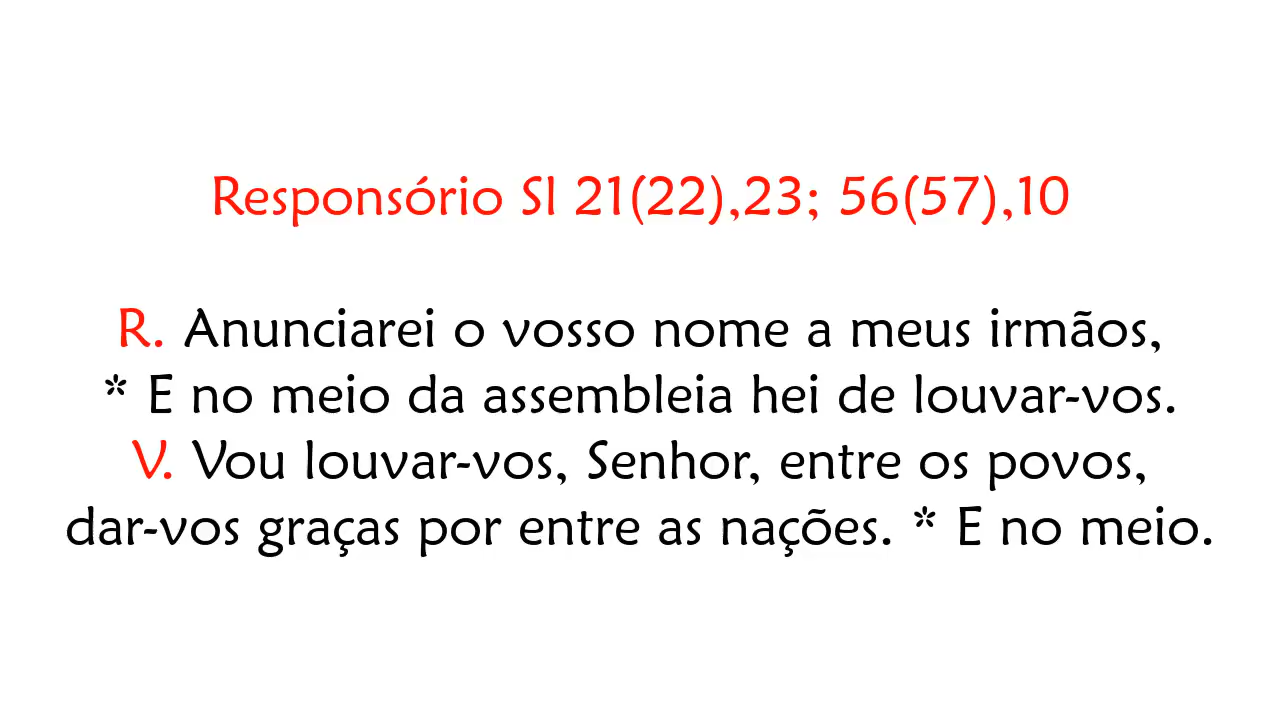 Responsório Sl 21(22),23; 56(57),10
R. Anunciarei o vosso nome a meus irmãos,
* E no meio da assembleia hei de louvar-vos.
V. Vou louvar-vos, Senhor, entre os povos,
dar-vos graças por entre as nações. * E no meio.